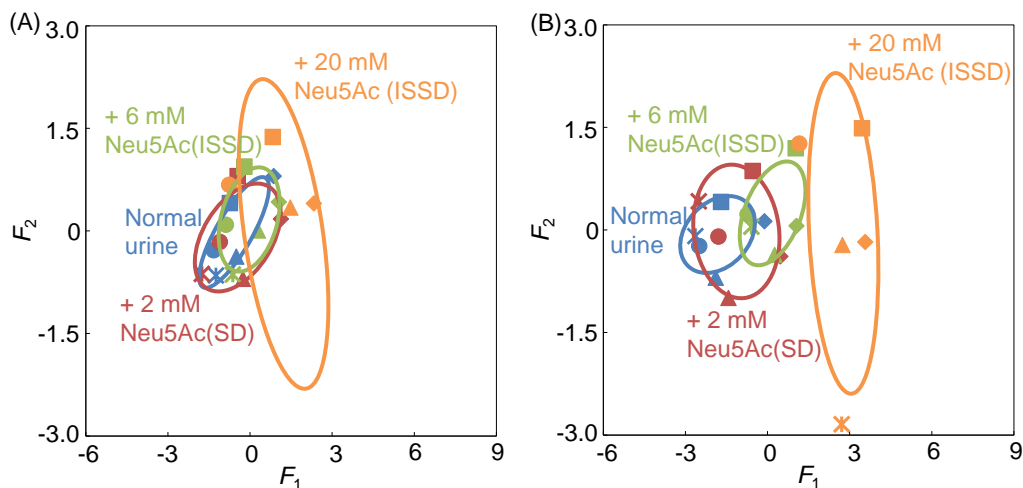 (A)
3.0
1.5
0
-1.5
-3.0
-6
-3
0
3
6
9
F2
F1
+ 20 mM
Neu5Ac (ISSD)
+ 6 mM
Neu5Ac(ISSD)
Normal
urine
+ 2 mM
Neu5Ac(SD)
(B)
3.0
1.5
0
-1.5
-3.0
-6
-3
0
3
6
9
F2
F1
+ 20 mM
Neu5Ac (ISSD)
+ 6 mM
Neu5Ac(ISSD)
Normal
urine
+ 2 mM
Neu5Ac(SD)